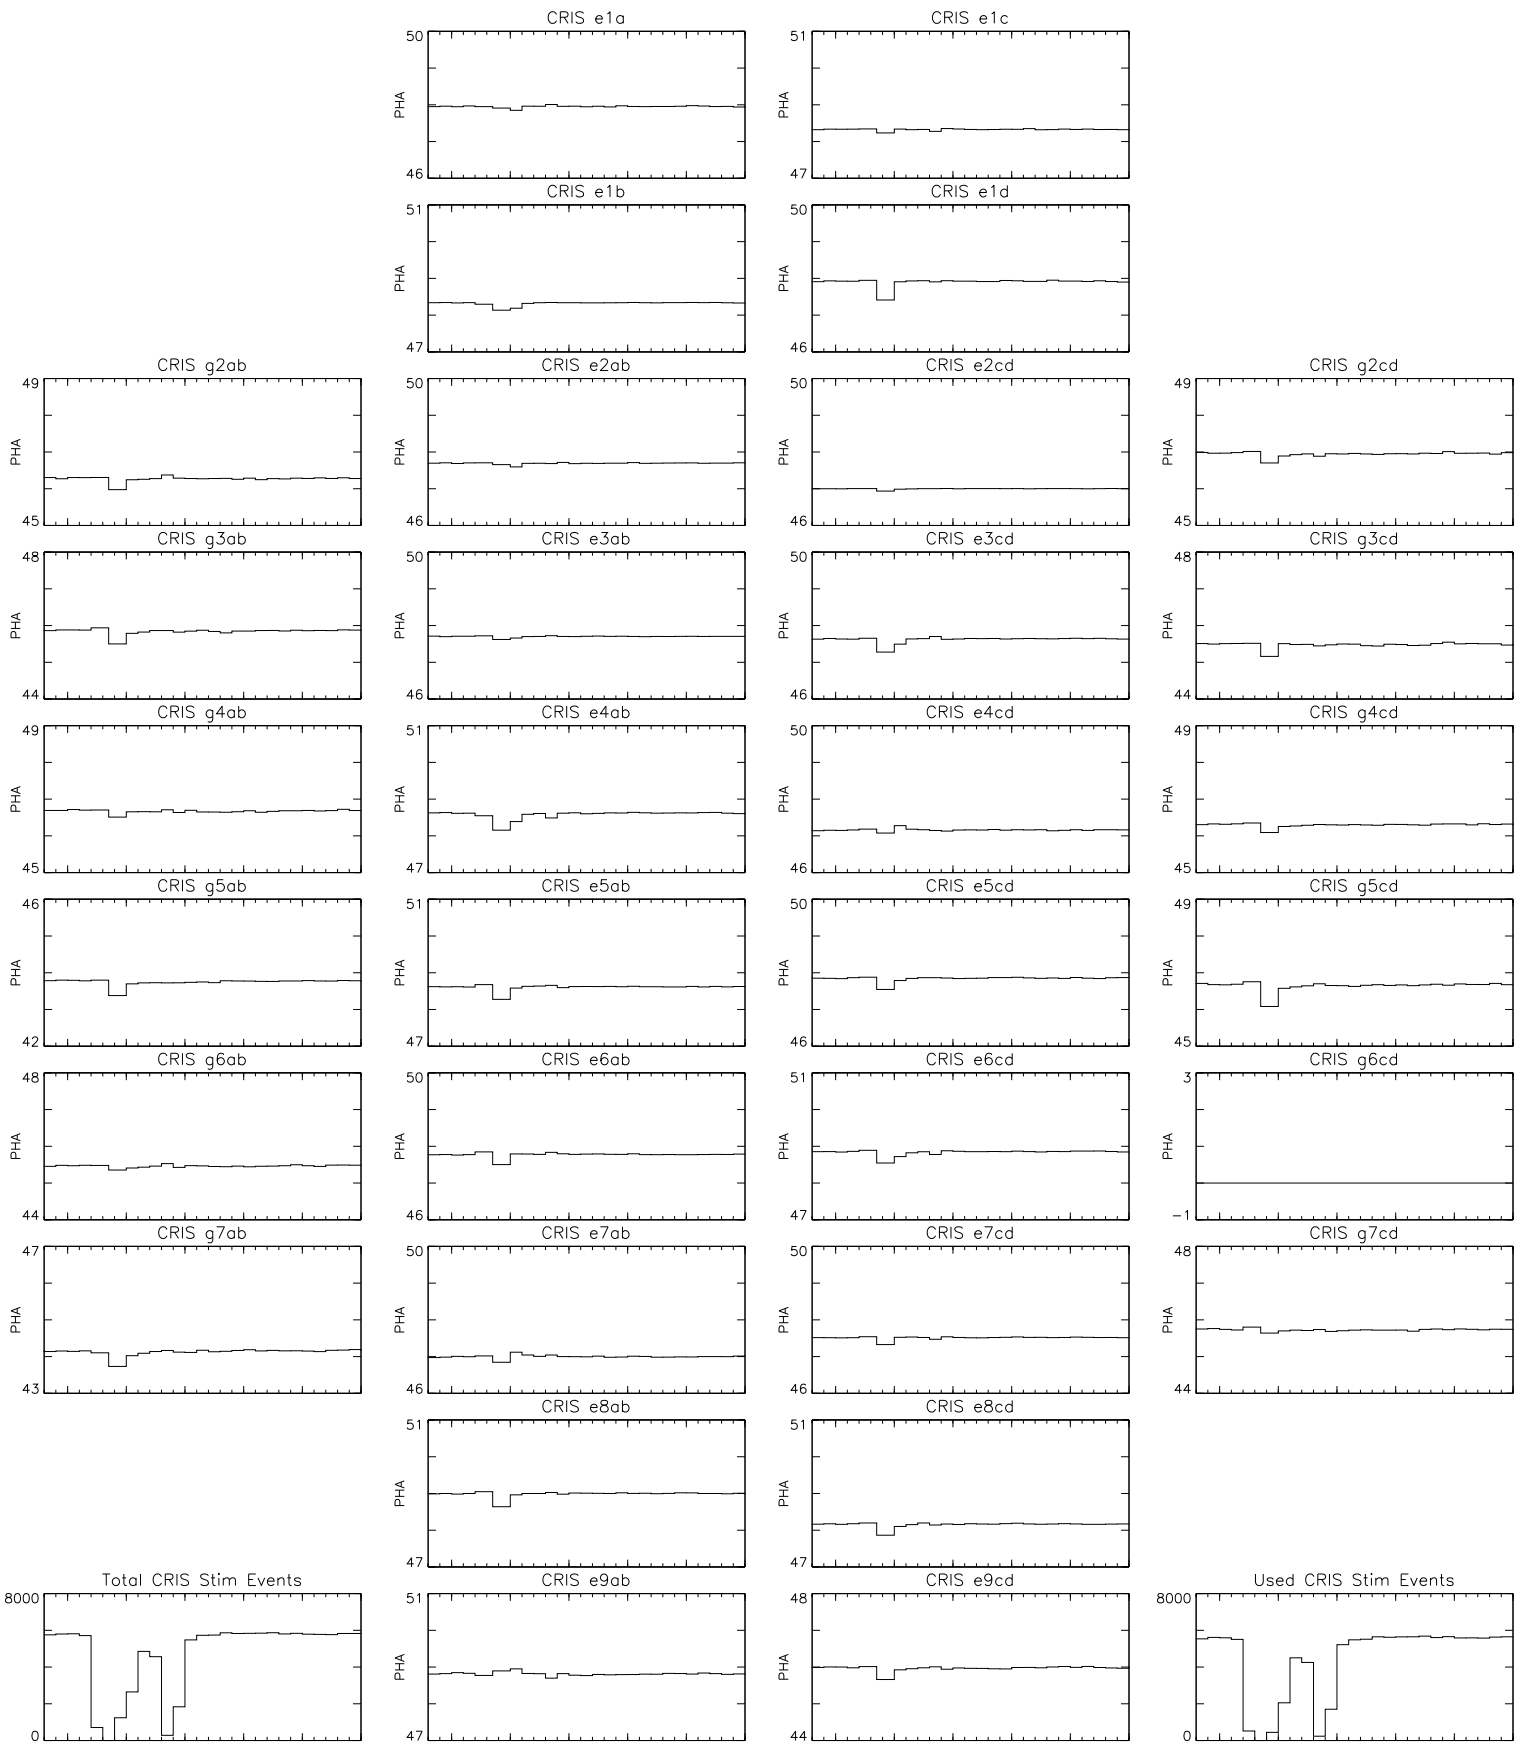 CRIS e1a
CRIS e1c
50
PHA
46
51
PHA
47
CRIS e1b
CRIS e1d
51
PHA
47
50
PHA
46
CRIS g2ab
CRIS e2ab
CRIS e2cd
CRIS g2cd
49
PHA
45
50
PHA
46
50
PHA
46
49
PHA
45
CRIS g3ab
CRIS e3ab
CRIS e3cd
CRIS g3cd
48
PHA
44
50
PHA
46
50
PHA
46
48
PHA
44
CRIS g4ab
CRIS e4ab
CRIS e4cd
CRIS g4cd
49
PHA
45
51
PHA
47
50
PHA
46
49
PHA
45
CRIS g5ab
CRIS e5ab
CRIS e5cd
CRIS g5cd
46
PHA
42
51
PHA
47
50
PHA
46
49
PHA
45
CRIS g6ab
CRIS e6ab
CRIS e6cd
CRIS g6cd
48
PHA
44
50
PHA
46
51
PHA
47
3
PHA
-1
CRIS g7ab
CRIS e7ab
CRIS e7cd
CRIS g7cd
47
PHA
43
50
PHA
46
50
PHA
46
48
PHA
44
CRIS e8ab
CRIS e8cd
51
PHA
47
51
PHA
47
Total CRIS Stim Events
CRIS e9ab
CRIS e9cd
Used CRIS Stim Events
8000
0
51
PHA
47
48
PHA
44
8000
0